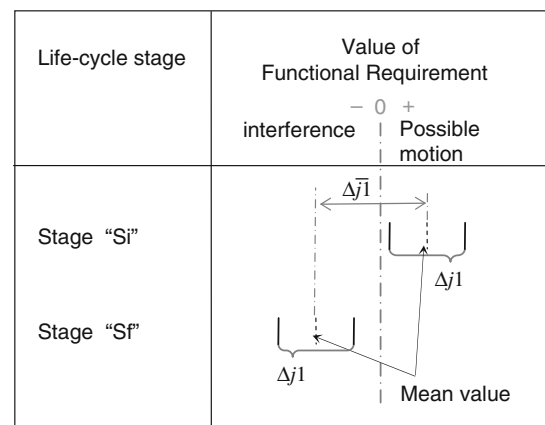 Life-cycle stage
Value of
Functional Requirement
− 0 +
interference
Possible
motion
Δj̅1̅
Stage “Si”
Δj1
Stage “Sf”
Δj1
Mean value